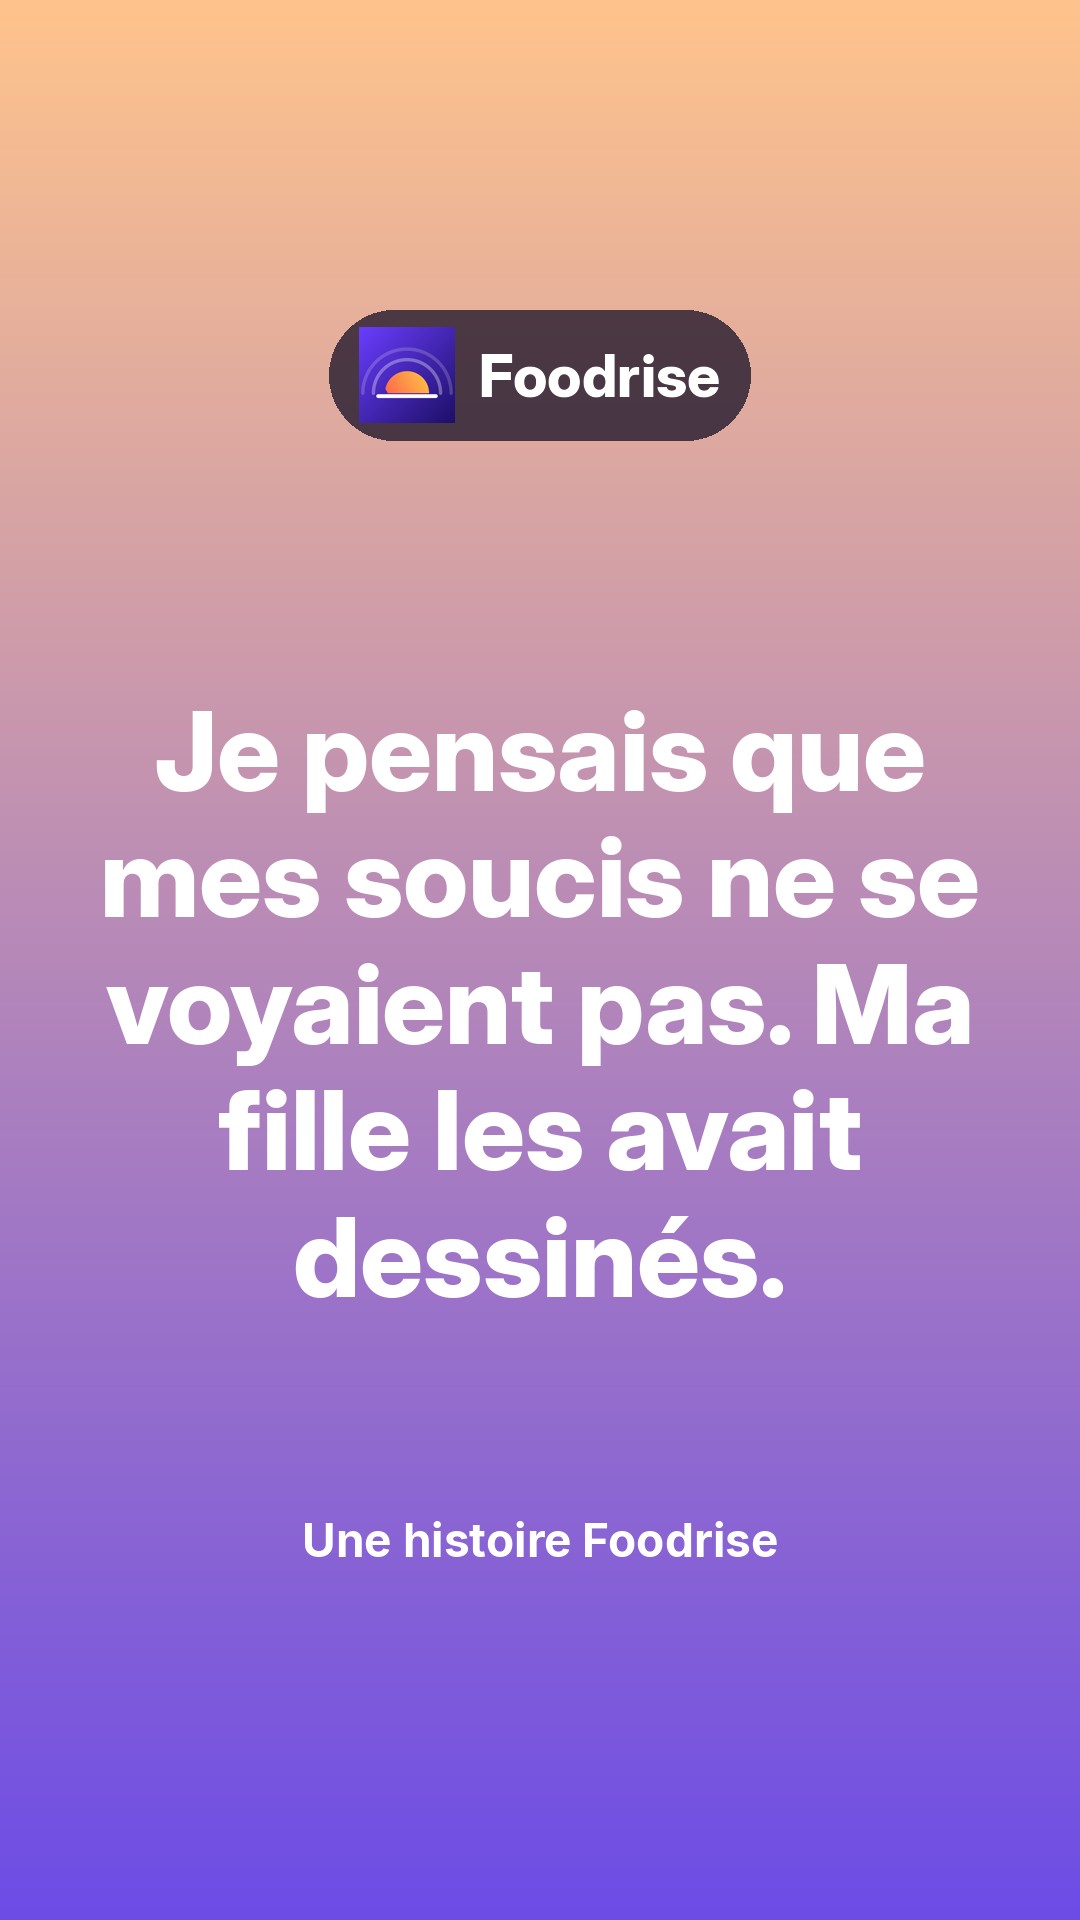 Foodrise
Je pensais que
mes soucis ne se
voyaient pas. Ma
fille les avait
dessinés.
Une histoire Foodrise